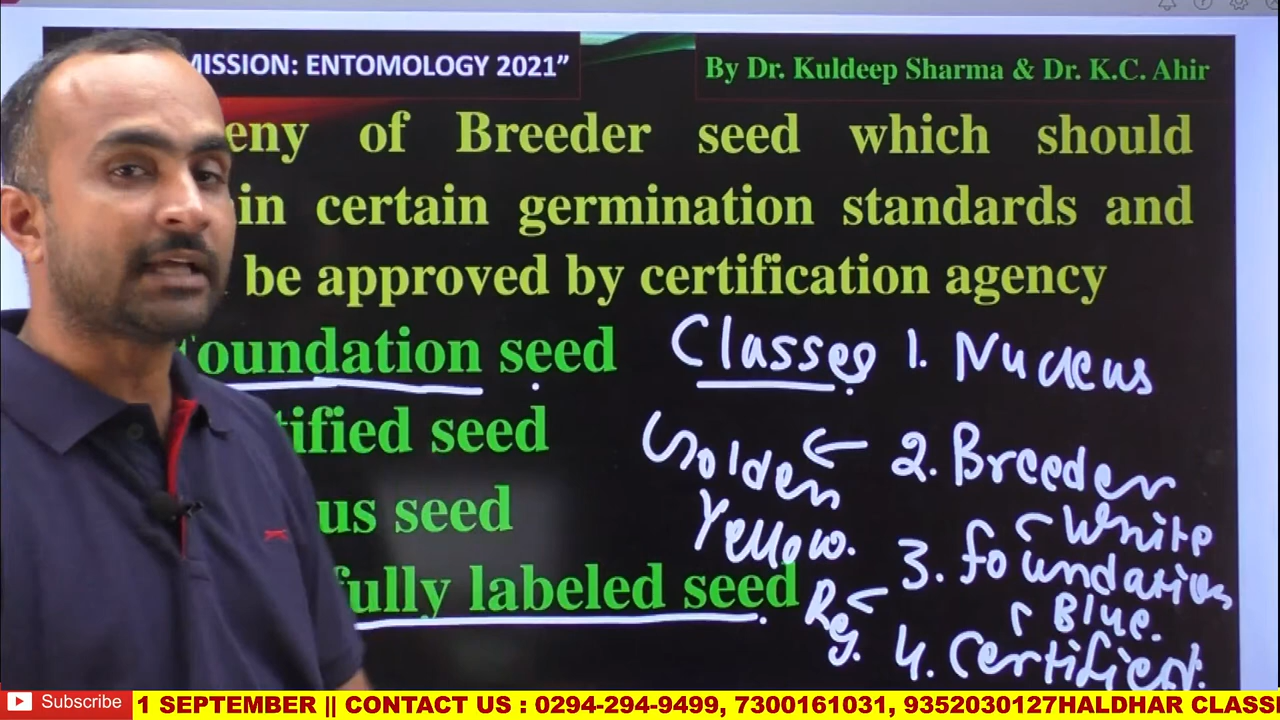 MISSION: ENTOMOLOGY 2021”
By Dr. Kuldeep Sharma & Dr. K.C. Ahir
eny of Breeder seed which should
in certain germination standards and
be approved by certification agency
Foundation seed
tified seed
us seed
fully labeled seed
Classes 1. Nucleus
Golden ← 2. Breeder
Yellow.
White
3. foundation
Reg.
Blue.
4. Certified.
Subscribe
1 SEPTEMBER || CONTACT US : 0294-294-9499, 7300161031, 9352030127HALDHAR CLASS